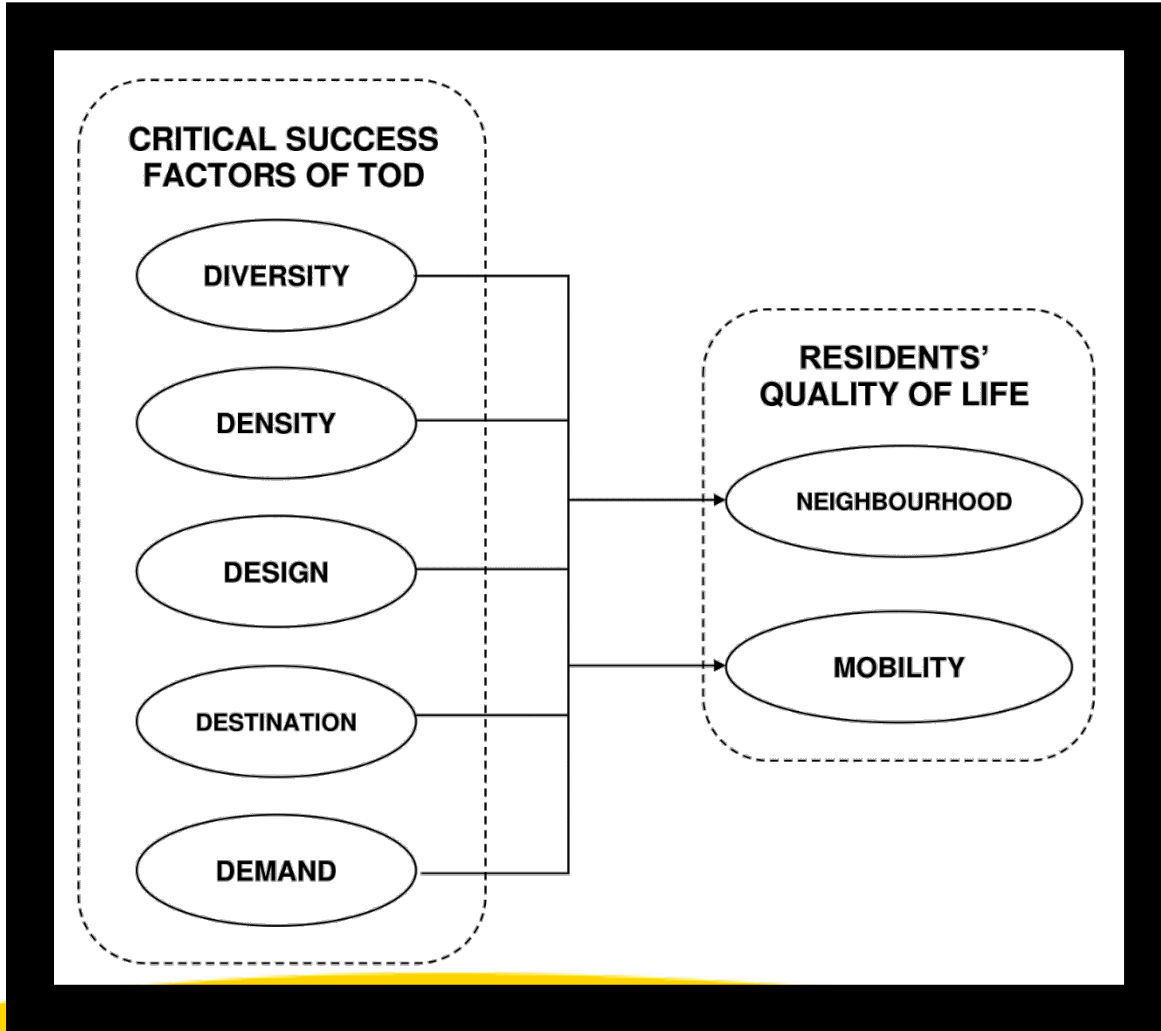 CRITICAL SUCCESS
FACTORS OF TOD
DIVERSITY
DENSITY
DESIGN
DESTINATION
DEMAND
RESIDENTS’
QUALITY OF LIFE
NEIGHBOURHOOD
MOBILITY